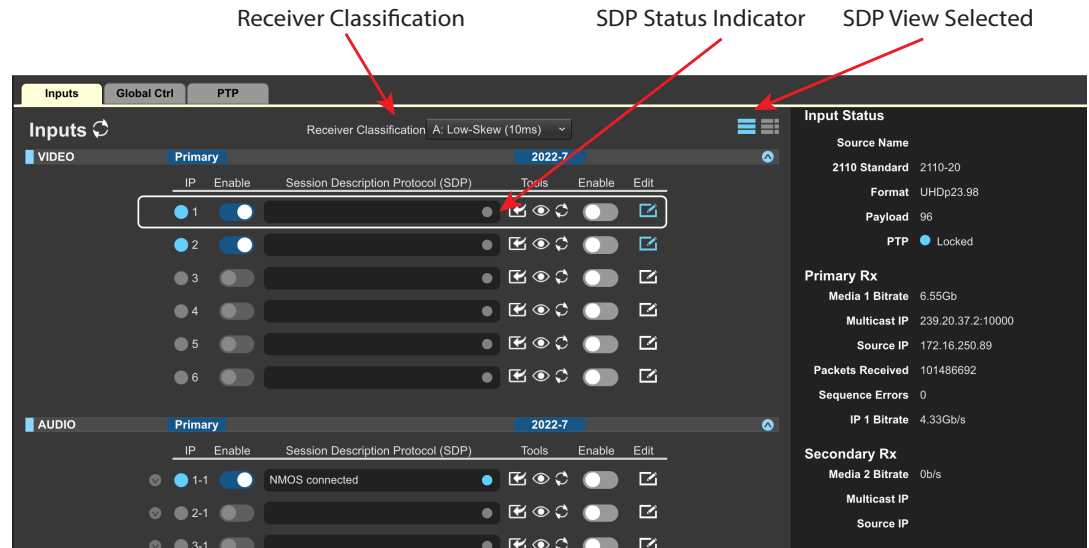 Receiver Classification SDP Status Indicator SDP View Selected
Inputs Global Ctrl PTP
Inputs Receiver Classification A: Low-Skew (10ms)
VIDEO Primary 2022-7
IP Enable Session Description Protocol (SDP) Tools Enable Edit
1
2
3
4
5
6
AUDIO Primary 2022-7
IP Enable Session Description Protocol (SDP) Tools Enable Edit
1-1 NMOS connected
2-1
3-1
Input Status
Source Name
2110 Standard 2110-20
Format UHDp23.98
Payload 96
PTP Locked
Primary Rx
Media 1 Bitrate 6.55Gb
Multicast IP 239.20.37.2:10000
Source IP 172.16.250.89
Packets Received 101486692
Sequence Errors 0
IP 1 Bitrate 4.33Gb/s
Secondary Rx
Media 2 Bitrate 0b/s
Multicast IP
Source IP